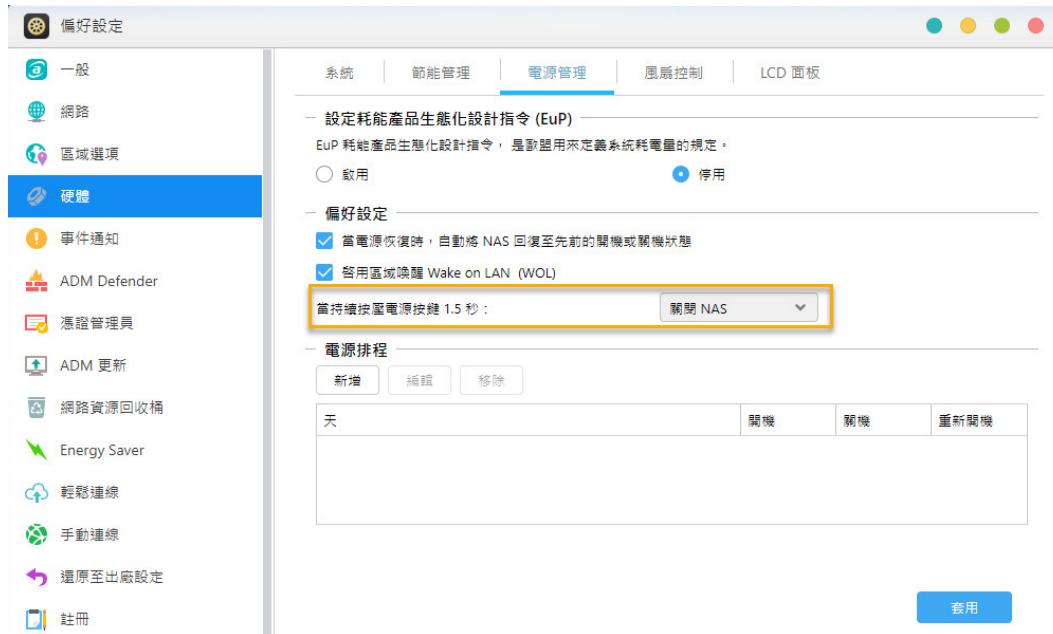 偏好設定
一般
網路
區域選項
硬體
事件通知
ADM Defender
憑證管理員
ADM 更新
網路資源回收桶
Energy Saver
輕鬆連線
手動連線
還原至出廠設定
註冊
系統 節能管理 電源管理 風扇控制 LCD 面板
設定耗能產品生態化設計指令 (EuP)
EuP 耗能產品生態化設計指令， 是歐盟用來定義系統耗電量的規定。
啟用 停用
偏好設定
當電源恢復時，自動將 NAS 回復至先前的開機或關機狀態
啓用區域喚醒 Wake on LAN (WOL)
當持續按壓電源按鍵 1.5 秒： 關閉 NAS
電源排程
新增 編輯 移除
天 開機 關機 重新開機
套用